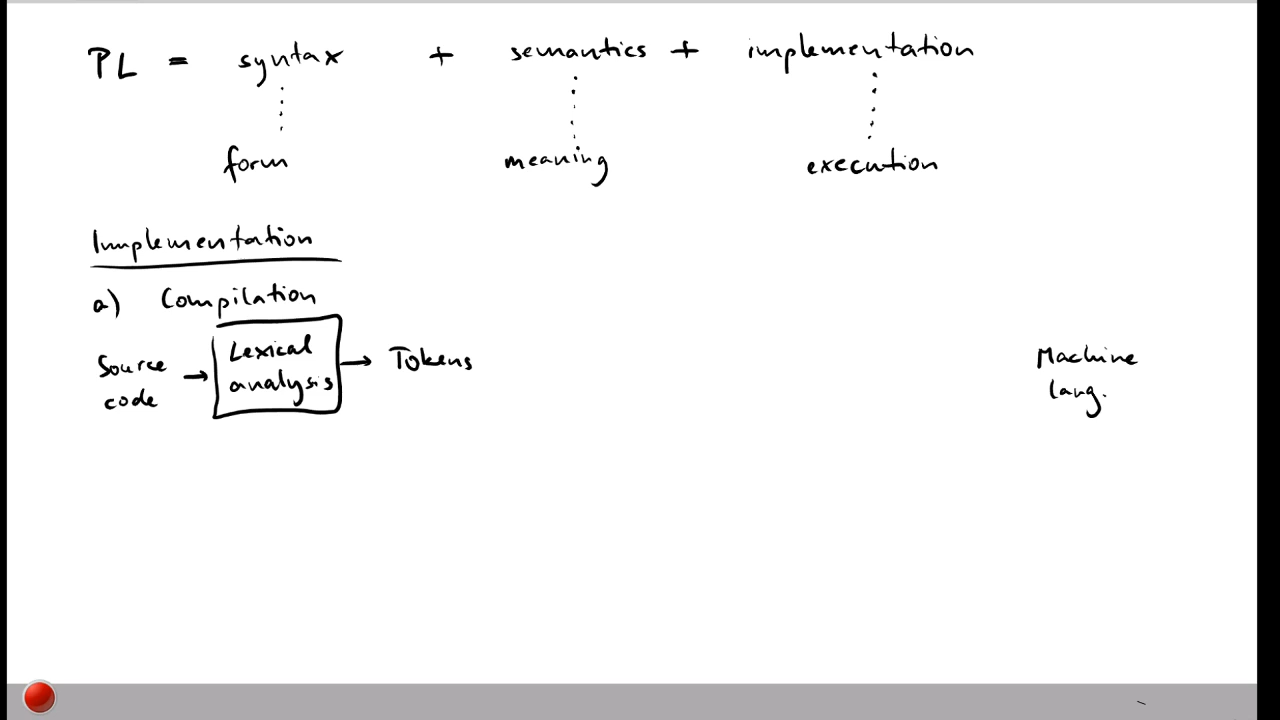 PL = syntax + semantics + implementation
form meaning execution
Implementation
a) Compilation
Source code → Lexical analysis → Tokens Machine lang.